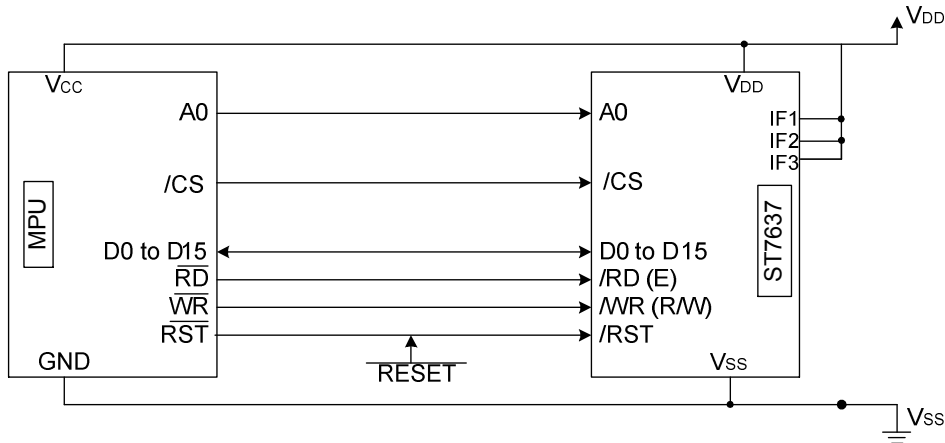 VDD
VCC
VDD
A0
A0
IF1
IF2
IF3
/CS
/CS
MPU
ST7637
D0 to D15
D0 to D15
RD
/RD (E)
WR
/WR (R/W)
RST
/RST
GND
RESET
VSS
VSS